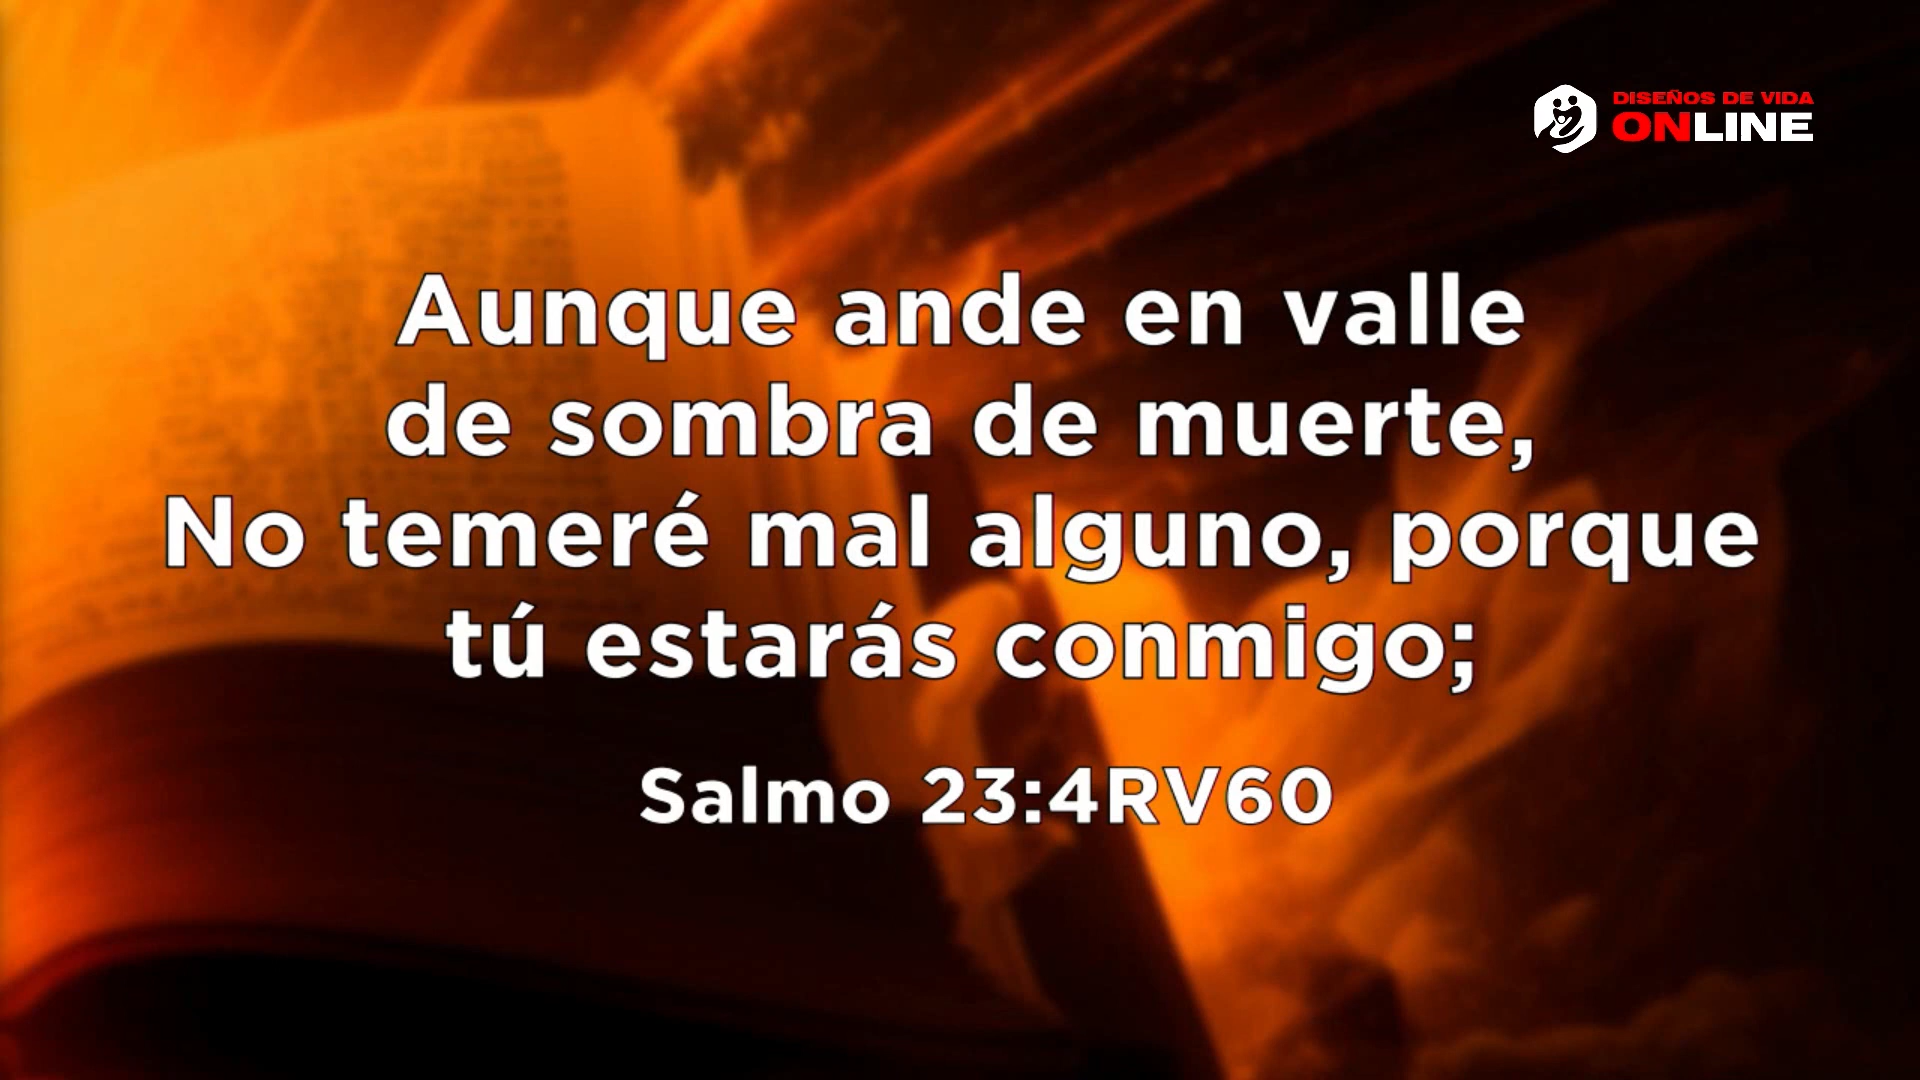 DISEÑOS DE VIDA
ONLINE
Aunque ande en valle
de sombra de muerte,
No temeré mal alguno, porque
tú estarás conmigo;
Salmo 23:4RV60